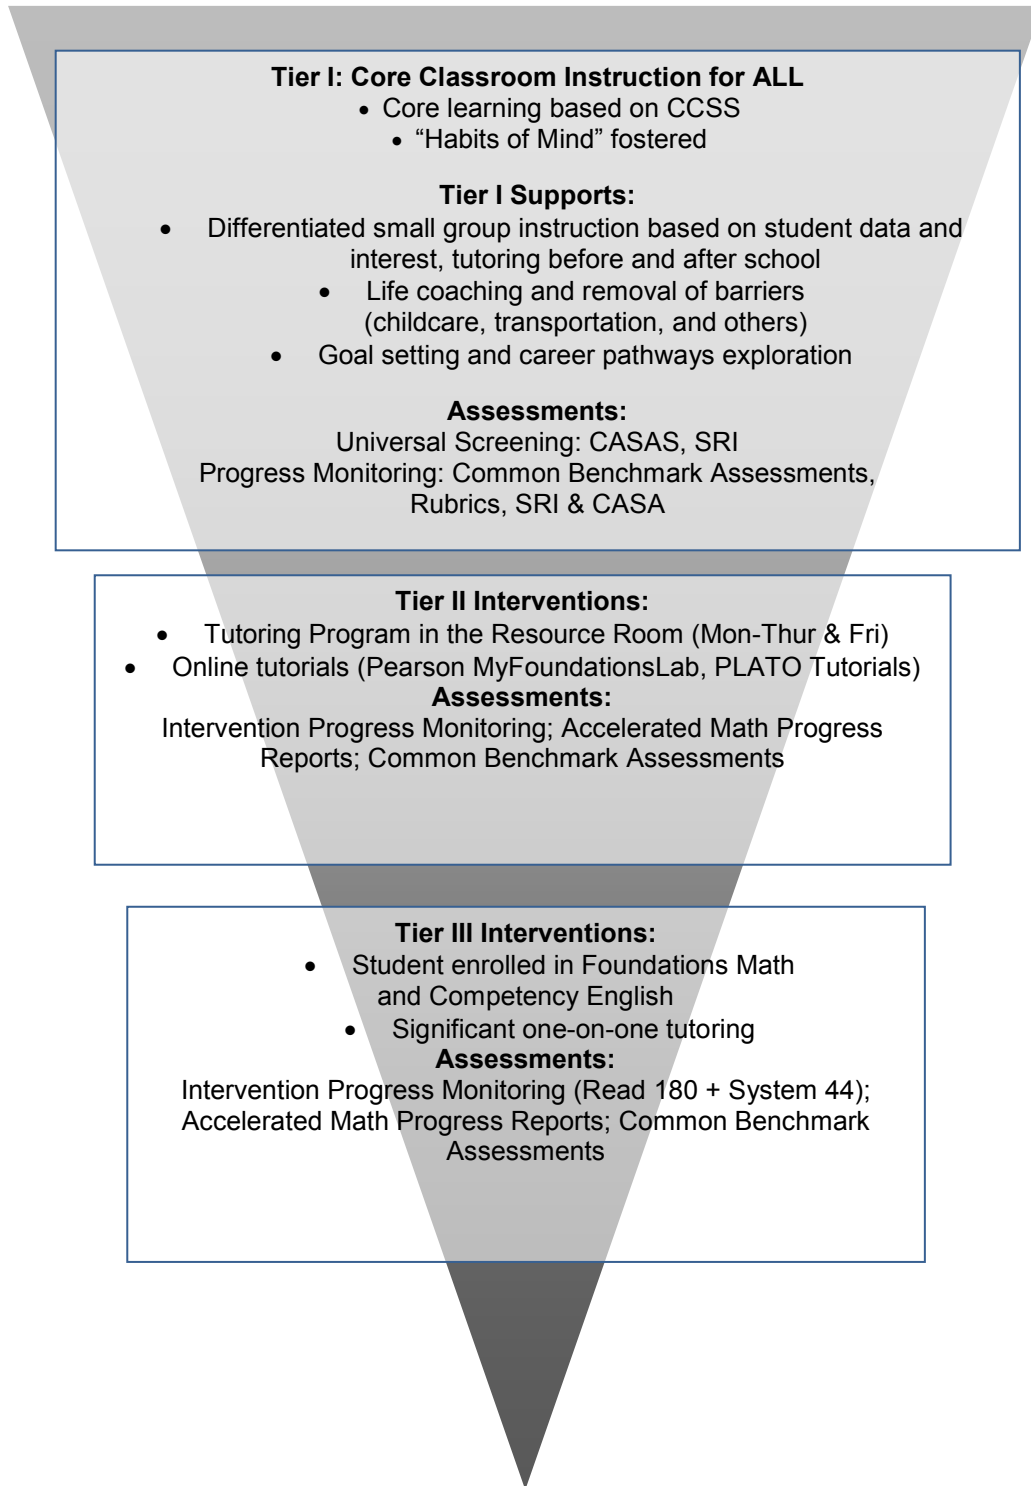 Tier I: Core Classroom Instruction for ALL
• Core learning based on CCSS
• “Habits of Mind” fostered
Tier I Supports:
• Differentiated small group instruction based on student data and
interest, tutoring before and after school
• Life coaching and removal of barriers
(childcare, transportation, and others)
• Goal setting and career pathways exploration
Assessments:
Universal Screening: CASAS, SRI
Progress Monitoring: Common Benchmark Assessments,
Rubrics, SRI & CASA
Tier II Interventions:
• Tutoring Program in the Resource Room (Mon-Thur & Fri)
• Online tutorials (Pearson MyFoundationsLab, PLATO Tutorials)
Assessments:
Intervention Progress Monitoring; Accelerated Math Progress
Reports; Common Benchmark Assessments
Tier III Interventions:
• Student enrolled in Foundations Math
and Competency English
• Significant one-on-one tutoring
Assessments:
Intervention Progress Monitoring (Read 180 + System 44);
Accelerated Math Progress Reports; Common Benchmark
Assessments